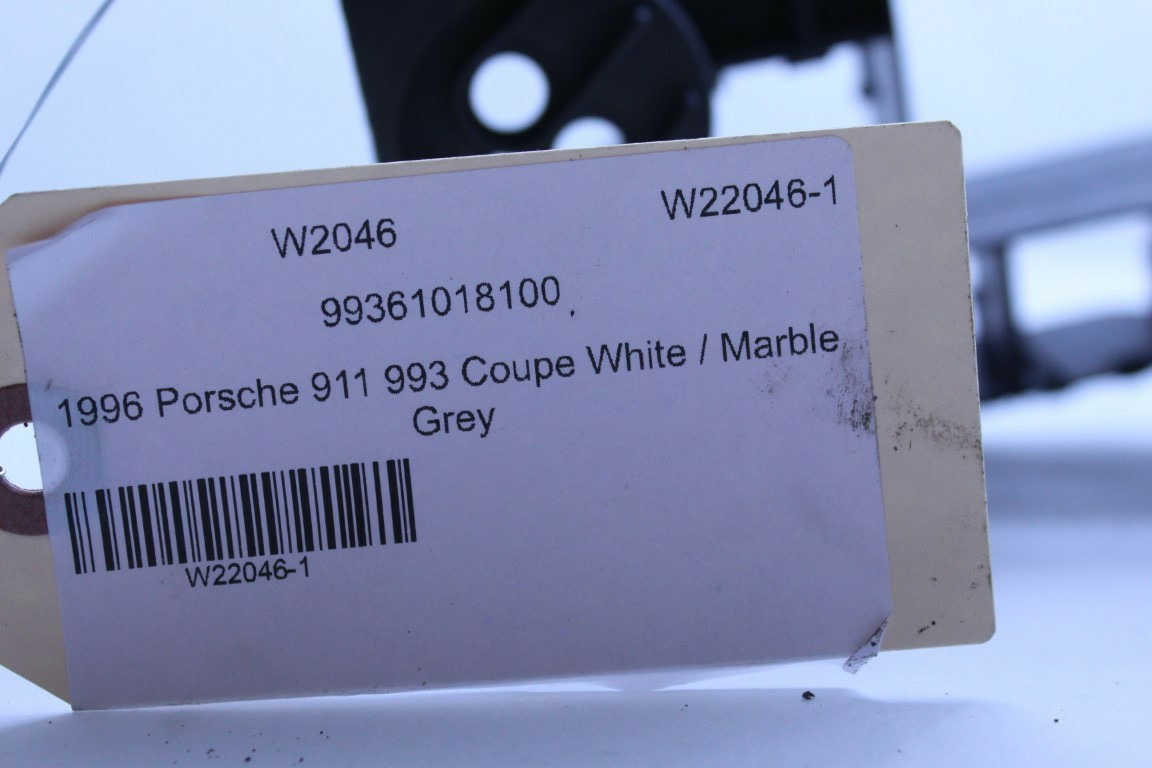 W2046
W22046-1
99361018100
1996 Porsche 911 993 Coupe White / Marble
Grey
W22046-1